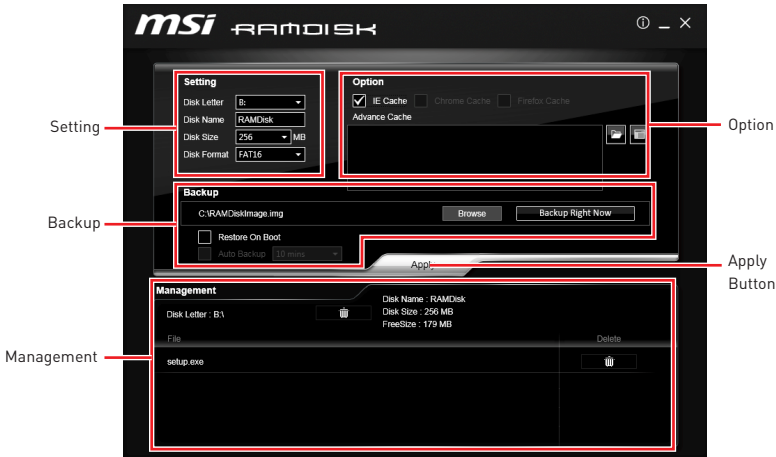 msi RAMDISK
Setting
Disk Letter B:
Disk Name RAMDisk
Disk Size 256 MB
Disk Format FAT16
Option
IE Cache Chrome Cache Firefox Cache
Advance Cache
Setting
Option
Backup
C:\RAMDiskImage.img Browse Backup Right Now
Restore On Boot
Auto Backup 10 mins
Backup
Apply
Apply
Button
Management
Disk Letter : B:\
Disk Name : RAMDisk
Disk Size : 256 MB
FreeSize : 179 MB
File Delete
setup.exe
Management